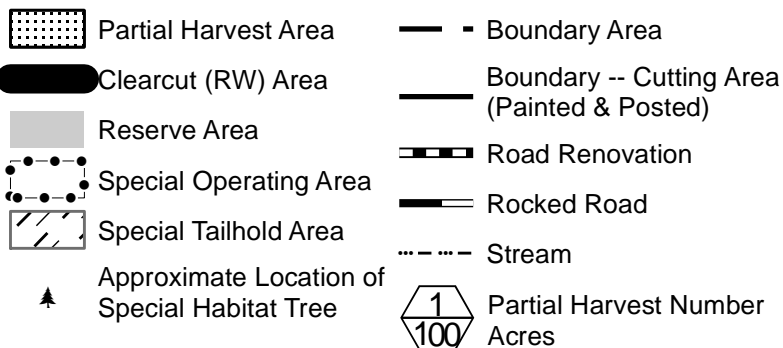 Partial Harvest Area
Clearcut (RW) Area
Reserve Area
Special Operating Area
Special Tailhold Area
Approximate Location of
Special Habitat Tree
Boundary Area
Boundary -- Cutting Area
(Painted & Posted)
Road Renovation
Rocked Road
Stream
1
100
Partial Harvest Number
Acres